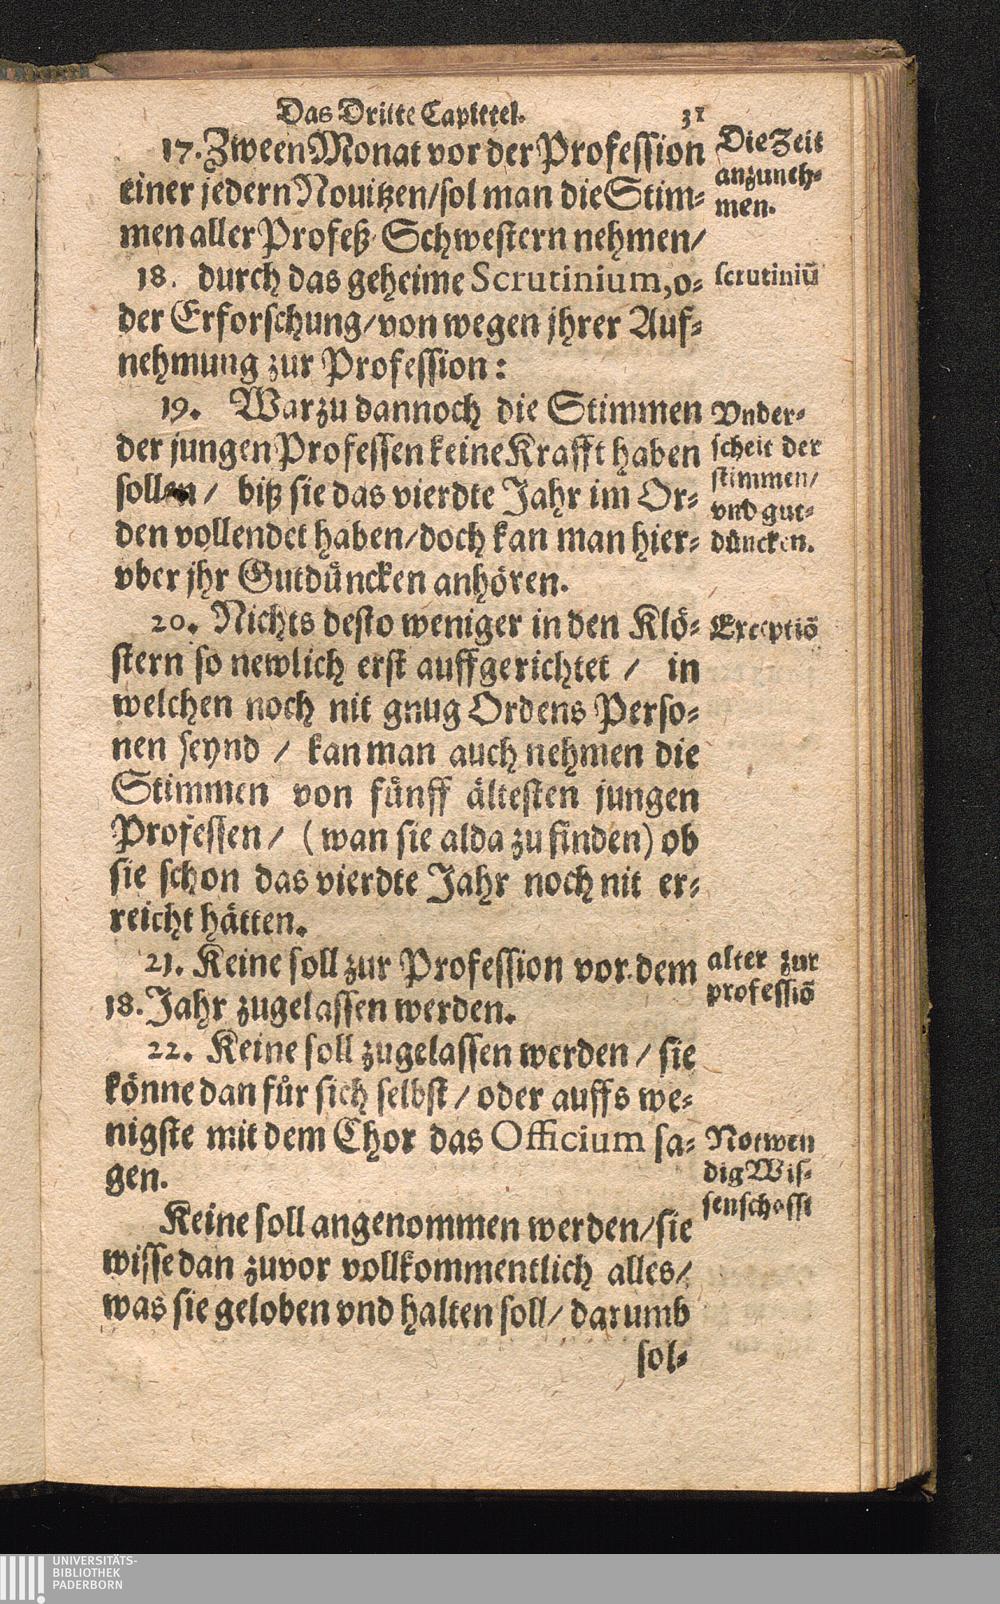 Das Dritte Capittel. 31
17. Zween Monat vor der Profession
einer jedern Novitzen/sol man die Stim-
men aller Profeß Schwestern nehmen/
18. durch das geheime Scrutinium, o-
der Erforschung/von wegen jhrer Auf-
nehmung zur Profession:
19. Warzu dannoch die Stimmen
der jungen Professen keine Krafft haben
sollen / biß sie das vierdte Jahr im Or-
den vollendet haben/doch kan man hier-
vber jhr Gutdüncken anhören.
20. Nichts desto weniger in den Klö-
stern so newlich erst auffgerichtet / in
welchen noch nit gnug Ordens Perso-
nen seynd / kan man auch nehmen die
Stimmen von fünff ältesten jungen
Professen / (wan sie alda zu finden) ob
sie schon das vierdte Jahr noch nit er-
reicht hätten.
21. Keine soll zur Profession vor dem
18. Jahr zugelassen werden.
22. Keine soll zugelassen werden / sie
könne dan für sich selbst / oder auffs we-
nigste mit dem Chor das Officium sa-
gen.
Keine soll angenommen werden/sie
wisse dan zuvor vollkommentlich alles/
was sie geloben vnd halten soll/ darumb
sol-
Die Zeit
anzuneh-
men.
scrutiniū
Vnder-
scheit der
stimmen/
vnd gut-
düncken.
Exceptiō
alter zur
professiō
Notwen
dig Wis-
senschafft
UNIVERSITÄTS-
BIBLIOTHEK
PADERBORN